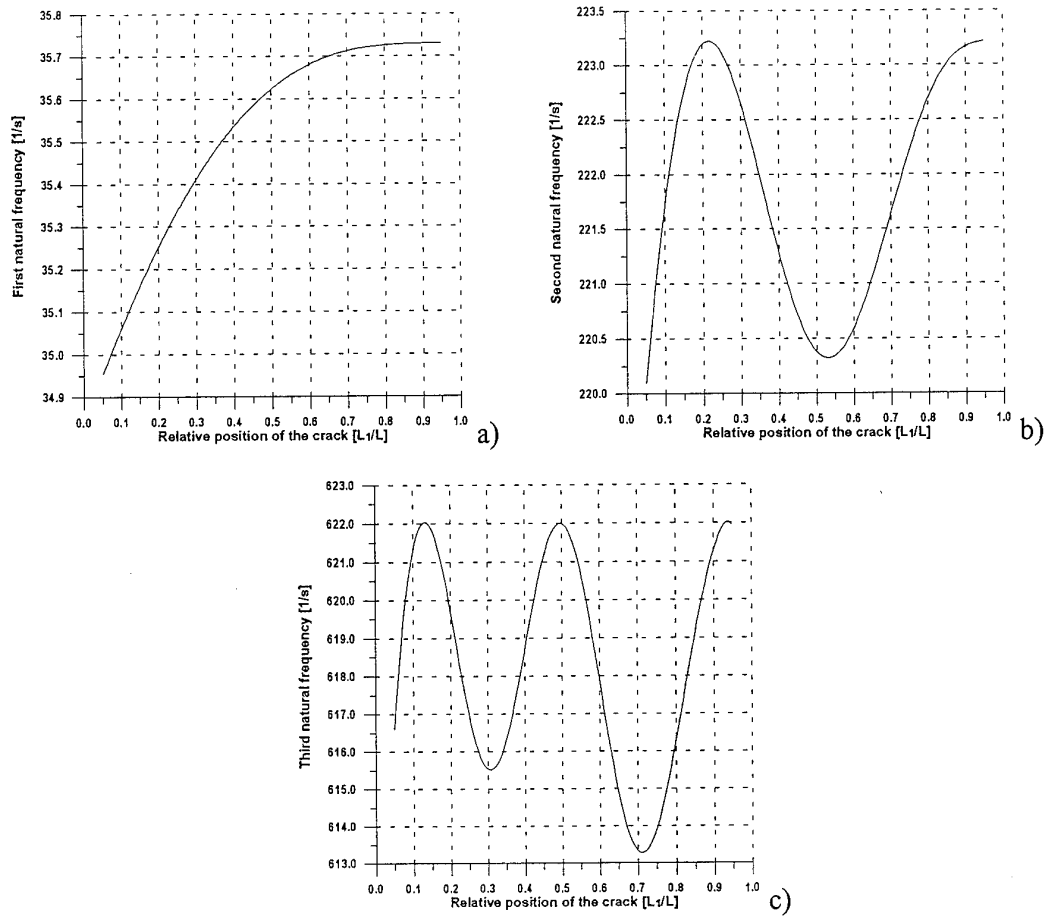 35.8
35.7
35.6
35.5
35.4
35.3
35.2
35.1
35.0
34.9
First natural frequency [1/s]
0.0 0.1 0.2 0.3 0.4 0.5 0.6 0.7 0.8 0.9 1.0
Relative position of the crack [L1/L]
a)
223.5
223.0
222.5
222.0
221.5
221.0
220.5
220.0
Second natural frequency [1/s]
0.0 0.1 0.2 0.3 0.4 0.5 0.6 0.7 0.8 0.9 1.0
Relative position of the crack [L1/L]
b)
623.0
622.0
621.0
620.0
619.0
618.0
617.0
616.0
615.0
614.0
613.0
Third natural frequency [1/s]
0.0 0.1 0.2 0.3 0.4 0.5 0.6 0.7 0.8 0.9 1.0
Relative position of the crack [L1/L]
c)